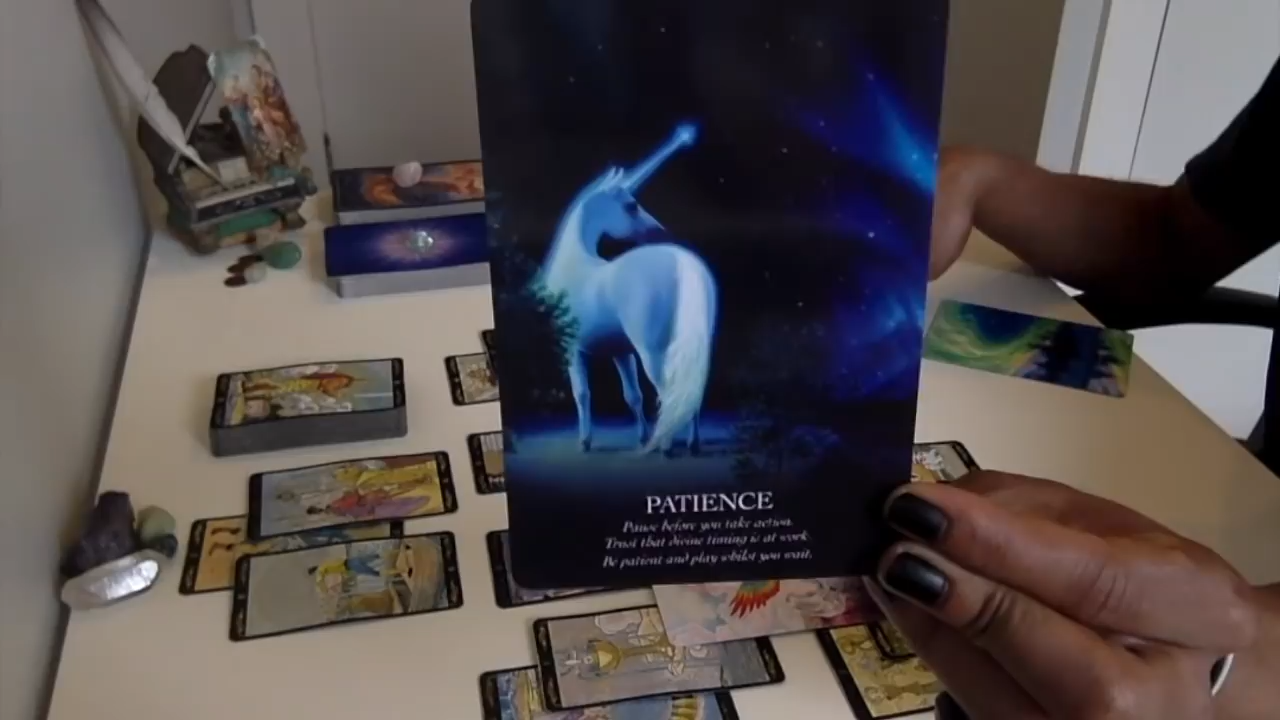 PATIENCE
Pause before you take action.
Trust that divine timing is at work.
Be patient and play whilst you wait.